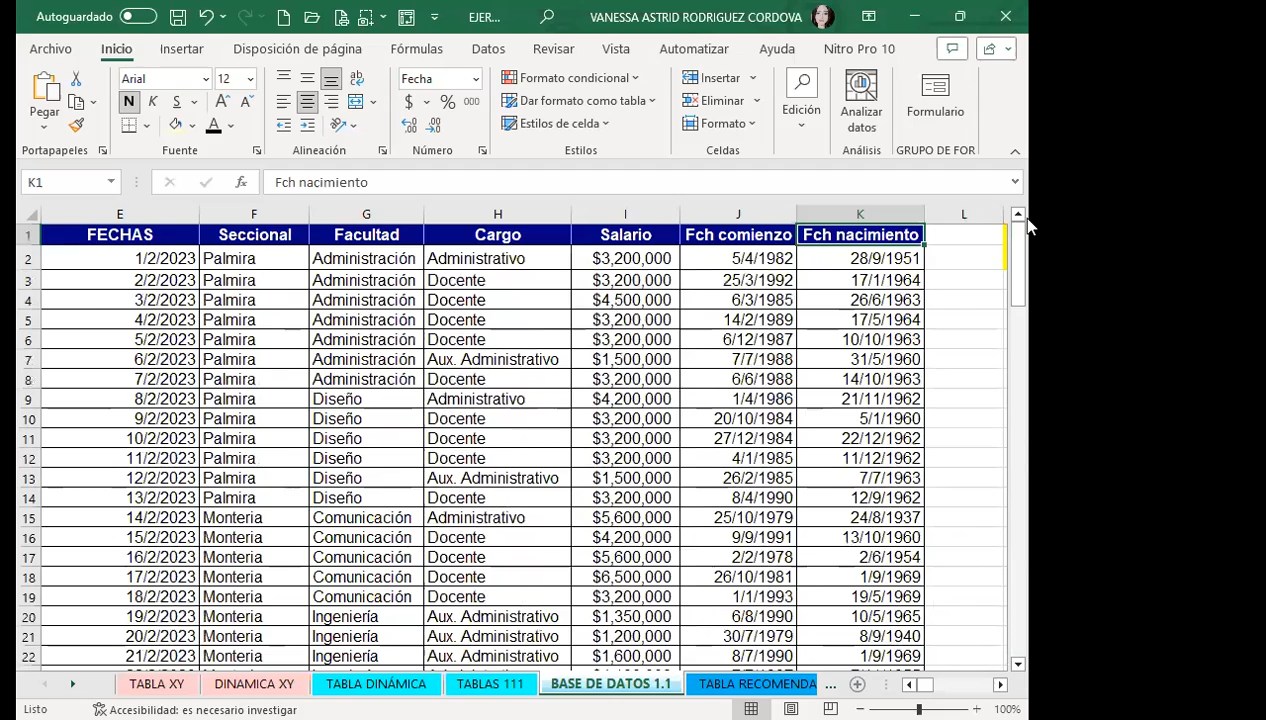 Autoguardado EJER... VANESSA ASTRID RODRIGUEZ CORDOVA
Archivo Inicio Insertar Disposición de página Fórmulas Datos Revisar Vista Automatizar Ayuda Nitro Pro 10
Pegar Arial 12 Fecha Formato condicional Insertar Edición Analizar datos Formulario
N K S $ % 000 Dar formato como tabla Eliminar
A Estilos de celda Formato
Portapapeles Fuente Alineación Número Estilos Celdas Análisis GRUPO DE FOR
K1 fx Fch nacimiento
E F G H I J K L
1 FECHAS Seccional Facultad Cargo Salario Fch comienzo Fch nacimiento
2 1/2/2023 Palmira Administración Administrativo $3,200,000 5/4/1982 28/9/1951
3 2/2/2023 Palmira Administración Docente $3,200,000 25/3/1992 17/1/1964
4 3/2/2023 Palmira Administración Docente $4,500,000 6/3/1985 26/6/1963
5 4/2/2023 Palmira Administración Docente $3,200,000 14/2/1989 17/5/1964
6 5/2/2023 Palmira Administración Docente $3,200,000 6/12/1987 10/10/1963
7 6/2/2023 Palmira Administración Aux. Administrativo $1,500,000 7/7/1988 31/5/1960
8 7/2/2023 Palmira Administración Docente $3,200,000 6/6/1988 14/10/1963
9 8/2/2023 Palmira Diseño Administrativo $4,200,000 1/4/1986 21/11/1962
10 9/2/2023 Palmira Diseño Docente $3,200,000 20/10/1984 5/1/1960
11 10/2/2023 Palmira Diseño Docente $3,200,000 27/12/1984 22/12/1962
12 11/2/2023 Palmira Diseño Docente $3,200,000 4/1/1985 11/12/1962
13 12/2/2023 Palmira Diseño Aux. Administrativo $1,500,000 26/2/1985 7/7/1963
14 13/2/2023 Palmira Diseño Docente $3,200,000 8/4/1990 12/9/1962
15 14/2/2023 Monteria Comunicación Administrativo $5,600,000 25/10/1979 24/8/1937
16 15/2/2023 Monteria Comunicación Docente $4,200,000 9/9/1991 13/10/1960
17 16/2/2023 Monteria Comunicación Docente $5,600,000 2/2/1978 2/6/1954
18 17/2/2023 Monteria Comunicación Docente $6,500,000 26/10/1981 1/9/1969
19 18/2/2023 Monteria Comunicación Docente $3,200,000 1/1/1993 19/5/1969
20 19/2/2023 Monteria Ingeniería Aux. Administrativo $1,350,000 6/8/1990 10/5/1965
21 20/2/2023 Monteria Ingeniería Aux. Administrativo $1,200,000 30/7/1979 8/9/1940
22 21/2/2023 Monteria Ingeniería Aux. Administrativo $1,600,000 8/7/1990 1/9/1969
TABLA XY DINAMICA XY TABLA DINÁMICA TABLAS 111 BASE DE DATOS 1.1 TABLA RECOMENDA ...
Listo Accesibilidad: es necesario investigar 100%